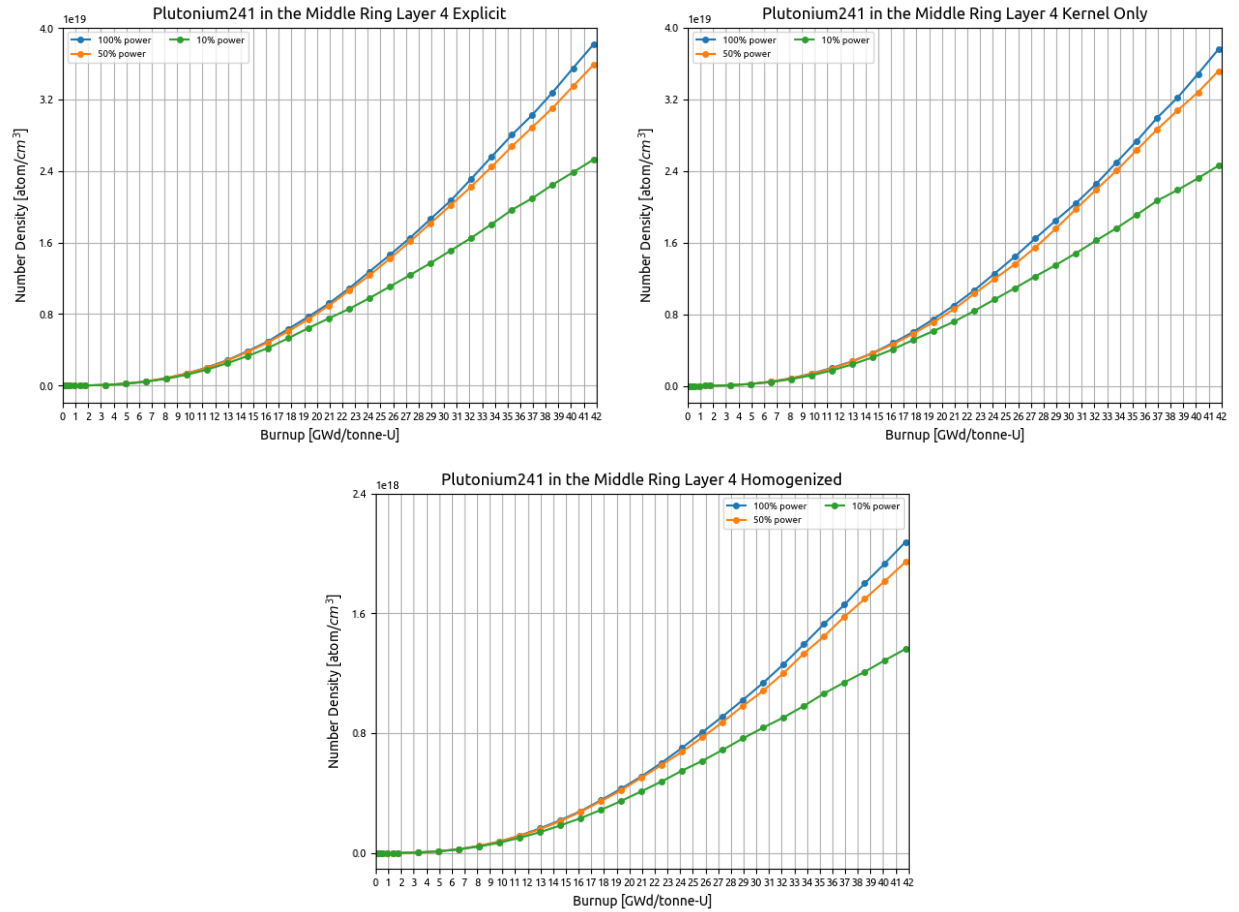 Plutonium241 in the Middle Ring Layer 4 Explicit
1e19
100% power
50% power
10% power
4.0
3.2
2.4
1.6
0.8
0.0
Number Density [atom/cm³]
0 1 2 3 4 5 6 7 8 9 10 11 12 13 14 15 16 17 18 19 20 21 22 23 24 25 26 27 28 29 30 31 32 33 34 35 36 37 38 39 40 41 42
Burnup [GWd/tonne-U]
Plutonium241 in the Middle Ring Layer 4 Kernel Only
1e19
100% power
50% power
10% power
4.0
3.2
2.4
1.6
0.8
0.0
Number Density [atom/cm³]
0 1 2 3 4 5 6 7 8 9 10 11 12 13 14 15 16 17 18 19 20 21 22 23 24 25 26 27 28 29 30 31 32 33 34 35 36 37 38 39 40 41 42
Burnup [GWd/tonne-U]
Plutonium241 in the Middle Ring Layer 4 Homogenized
1e18
100% power
50% power
10% power
2.4
1.6
0.8
0.0
Number Density [atom/cm³]
0 1 2 3 4 5 6 7 8 9 10 11 12 13 14 15 16 17 18 19 20 21 22 23 24 25 26 27 28 29 30 31 32 33 34 35 36 37 38 39 40 41 42
Burnup [GWd/tonne-U]